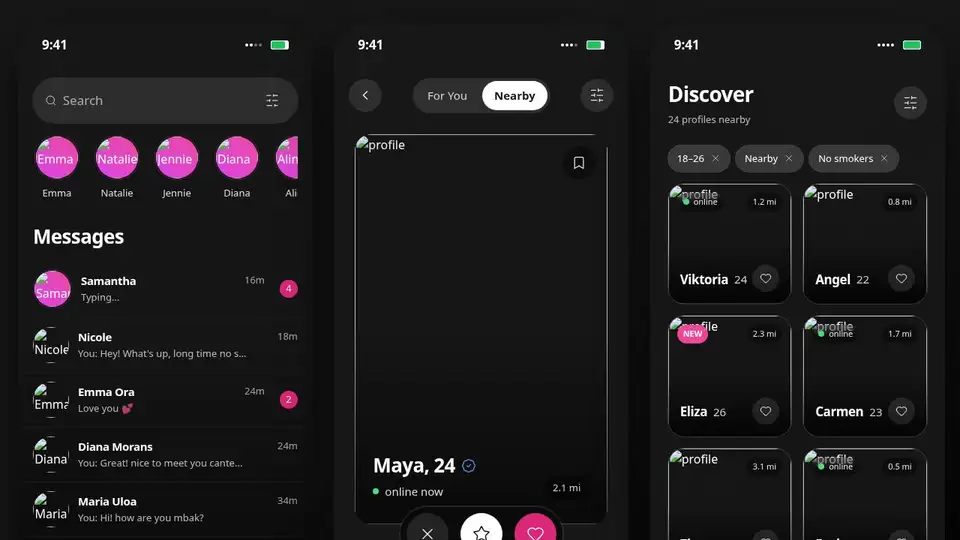 9:41
Search
Emma
Natalie
Jennie
Diana
Alin
Emma
Natalie
Jennie
Diana
Ali
Messages
Samantha
16m
Typing...
4
Nicole
Nicole
18m
You: Hey! What's up, long time no s...
Emma
Emma Ora
24m
Love you 💕
2
Diana
Diana Morans
24m
You: Great! nice to meet you cante...
Maria
Maria Uloa
34m
You: Hi! how are you mbak?
9:41
For You
Nearby
profile
Maya, 24
online now
2.1 mi
9:41
Discover
24 profiles nearby
18–26
Nearby
No smokers
profile
online
1.2 mi
Viktoria 24
profile
0.8 mi
Angel 22
profile
NEW
2.3 mi
Eliza 26
profile
online
1.7 mi
Carmen 23
profile
3.1 mi
profile
online
0.5 mi